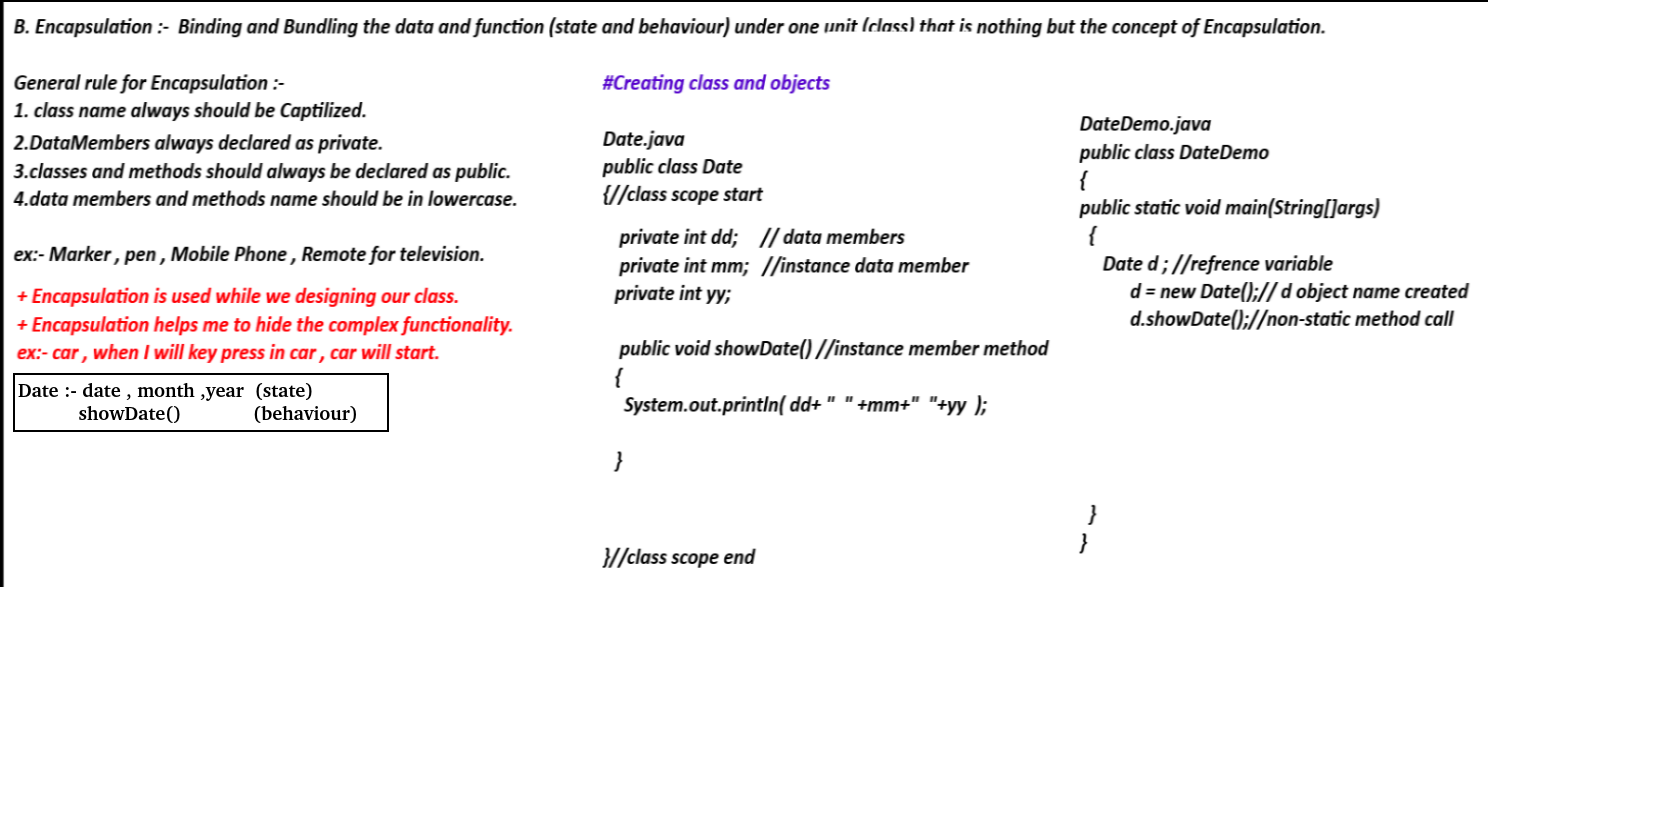 B. Encapsulation :-  Binding and Bundling the data and function (state and behaviour) under one unit (class) that is nothing but the concept of Encapsulation.
General rule for Encapsulation :-
1. class name always should be Captilized.
2.DataMembers always declared as private.
3.classes and methods should always be declared as public.
4.data members and methods name should be in lowercase.
ex:- Marker , pen , Mobile Phone , Remote for television.
+ Encapsulation is used while we designing our class.
+ Encapsulation helps me to hide the complex functionality.
ex:- car , when I will key press in car , car will start.
Date :- date , month ,year  (state)
showDate()  (behaviour)
#Creating class and objects
Date.java
public class Date
{//class scope start
private int dd;  // data members
private int mm;  //instance data member
private int yy;
public void showDate() //instance member method
{
System.out.println( dd+ "  " +mm+"  "+yy  );
}
}//class scope end
DateDemo.java
public class DateDemo
{
public static void main(String[]args)
{
Date d ; //refrence variable
d = new Date();// d object name created
d.showDate();//non-static method call
}
}